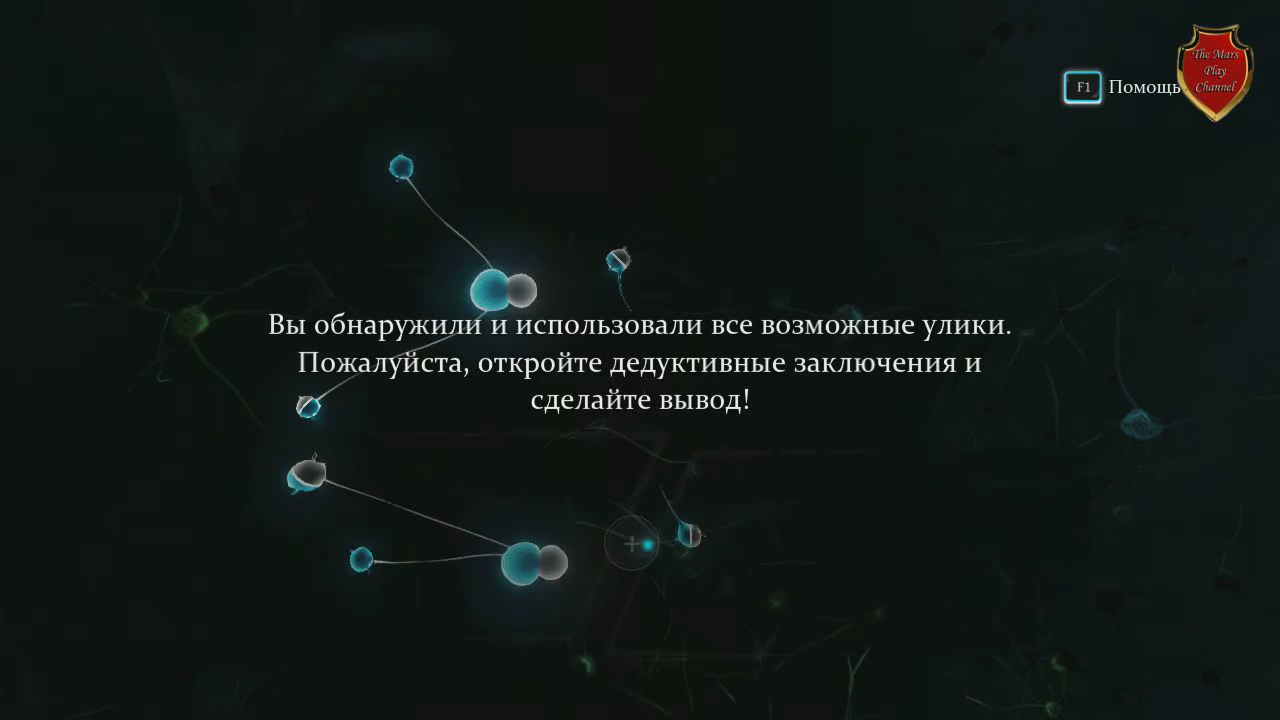 The Mars
Play
Channel
F1 Помощь
Вы обнаружили и использовали все возможные улики.
Пожалуйста, откройте дедуктивные заключения и
сделайте вывод!